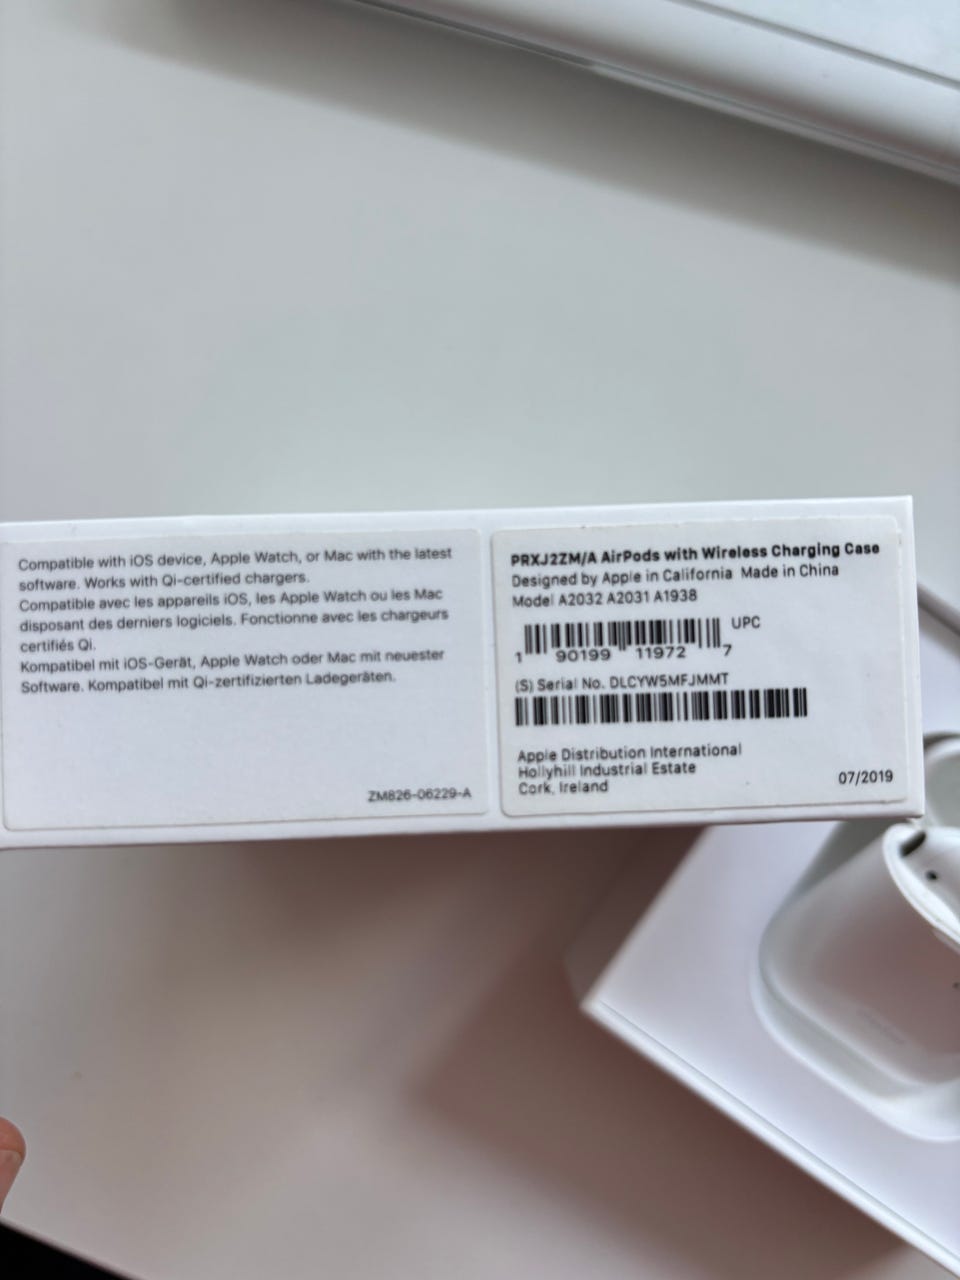 Compatible with iOS device, Apple Watch, or Mac with the latest
software. Works with Qi-certified chargers.
Compatible avec les appareils iOS, les Apple Watch ou les Mac
disposant des derniers logiciels. Fonctionne avec les chargeurs
certifiés Qi.
Kompatibel mit iOS-Gerät, Apple Watch oder Mac mit neuester
Software. Kompatibel mit Qi-zertifizierten Ladegeräten.
ZM826-06229-A
PRXJ2ZM/A AirPods with Wireless Charging Case
Designed by Apple in California Made in China
Model A2032 A2031 A1938
UPC
1 90199 11972 7
(S) Serial No. DLCYW5MFJMMT
Apple Distribution International
Hollyhill Industrial Estate
Cork, Ireland
07/2019